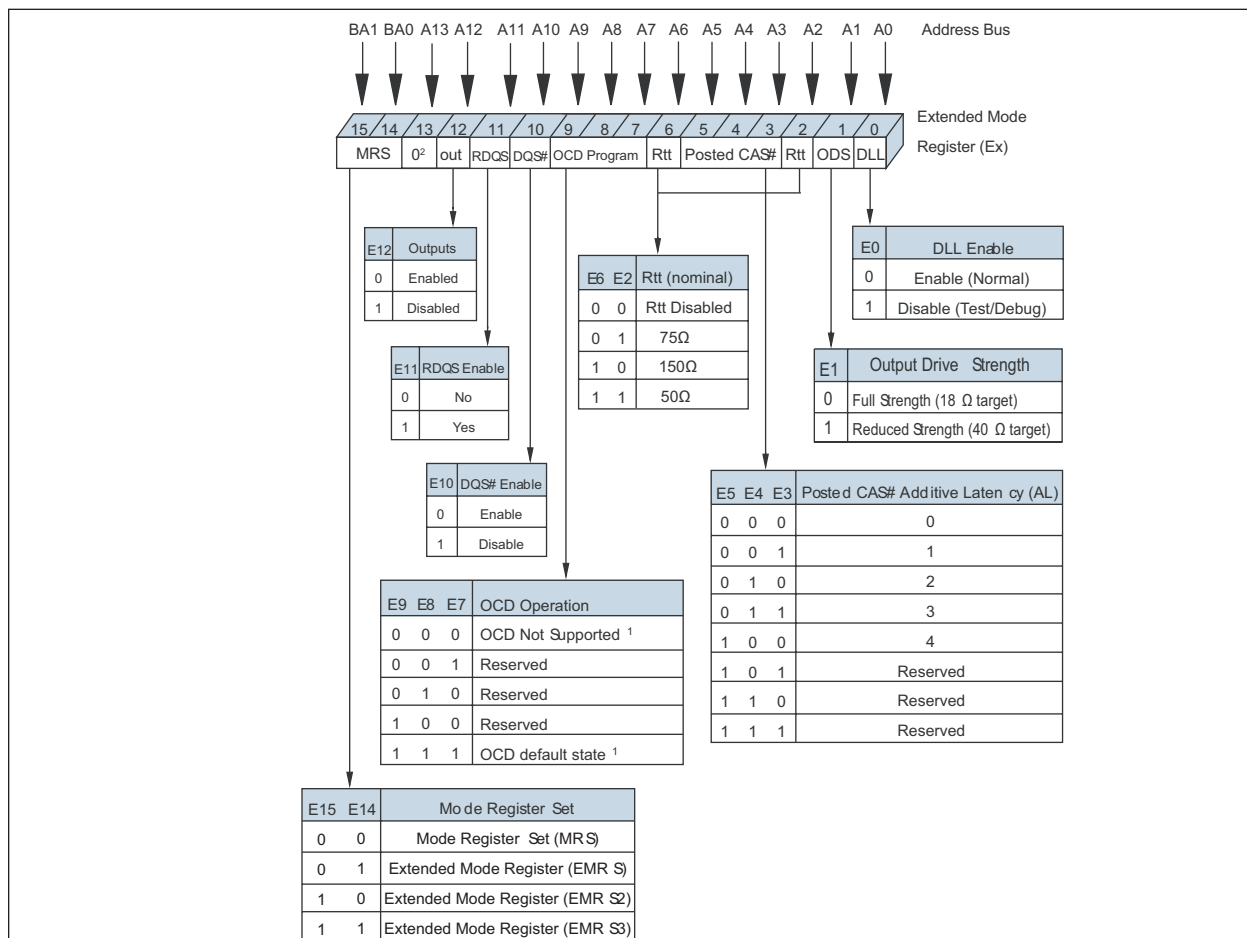 BA1 BA0 A13 A12 A11 A10 A9 A8 A7 A6 A5 A4 A3 A2 A1 A0 Address Bus
15 14 13 12 11 10 9 8 7 6 5 4 3 2 1 0 Extended Mode
MRS 0² out RDQS DQS# OCD Program Rtt Posted CAS# Rtt ODS DLL Register (Ex)
E12 Outputs
0 Enabled
1 Disabled
E11 RDQS Enable
0 No
1 Yes
E10 DQS# Enable
0 Enable
1 Disable
E6 E2 Rtt (nominal)
0 0 Rtt Disabled
0 1 75Ω
1 0 150Ω
1 1 50Ω
E0 DLL Enable
0 Enable (Normal)
1 Disable (Test/Debug)
E1 Output Drive Strength
0 Full Strength (18 Ω target)
1 Reduced Strength (40 Ω target)
E5 E4 E3 Posted CAS# Additive Laten cy (AL)
0 0 0 0
0 0 1 1
0 1 0 2
0 1 1 3
1 0 0 4
1 0 1 Reserved
1 1 0 Reserved
1 1 1 Reserved
E9 E8 E7 OCD Operation
0 0 0 OCD Not Supported ¹
0 0 1 Reserved
0 1 0 Reserved
1 0 0 Reserved
1 1 1 OCD default state ¹
E15 E14 Mo de Register Set
0 0 Mode Register Set (MRS)
0 1 Extended Mode Register (EMR S)
1 0 Extended Mode Register (EMR S2)
1 1 Extended Mode Register (EMR S3)